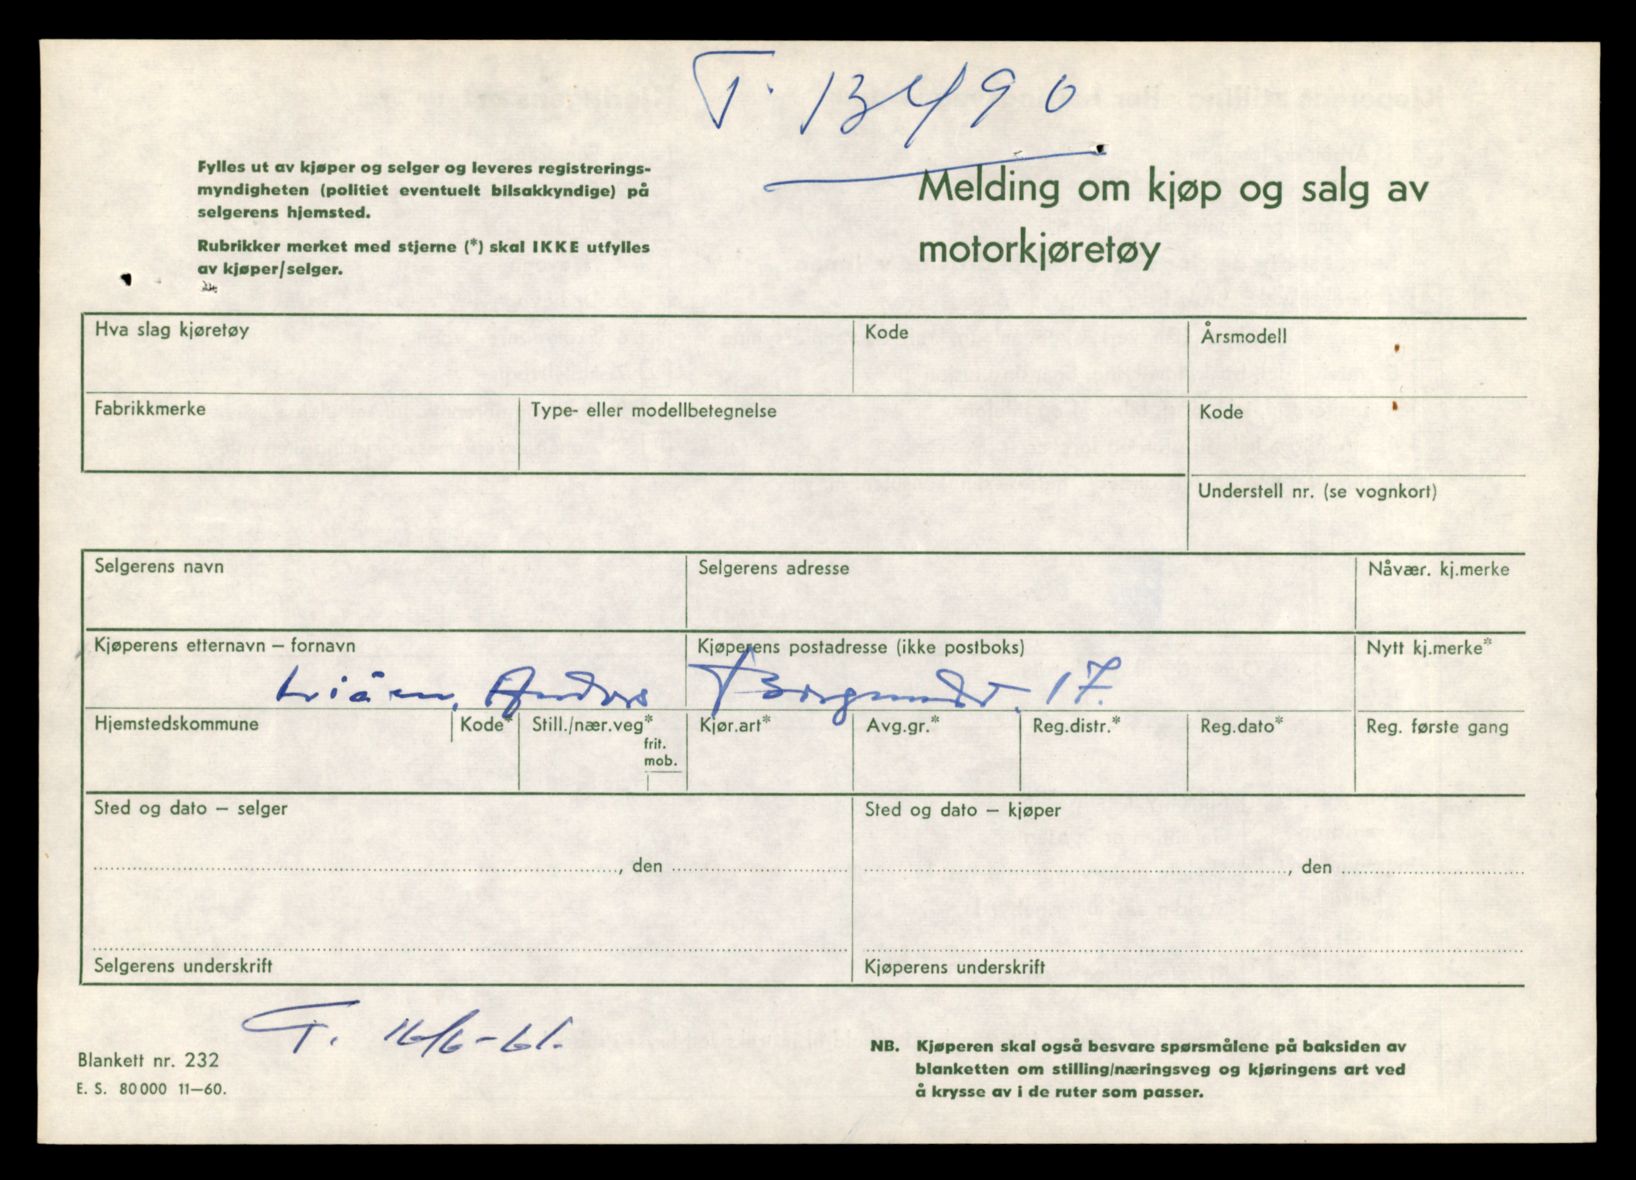 T. 13490
Fylles ut av kjøper og selger og leveres registrerings-
myndigheten (politiet eventuelt bilsakkyndige) på
selgerens hjemsted.
Rubrikker merket med stjerne (*) skal IKKE utfylles
av kjøper/selger.
Melding om kjøp og salg av
motorkjøretøy
Hva slag kjøretøy
Kode
Årsmodell
Fabrikkmerke
Type- eller modellbetegnelse
Kode
Understell nr. (se vognkort)
Selgerens navn
Selgerens adresse
Nåvær. kj.merke
Kjøperens etternavn – fornavn
Kjøperens postadresse (ikke postboks)
Nytt kj.merke*
Anders
17.
Hjemstedskommune
Kode*
Still./nær.veg*
frit.
mob.
Kjør.art*
Avg.gr.*
Reg.distr.*
Reg.dato*
Reg. første gang
Sted og dato – selger
Sted og dato – kjøper
, den
, den
Selgerens underskrift
Kjøperens underskrift
T. 16/6-61.
Blankett nr. 232
E. S. 80000 11–60.
NB. Kjøperen skal også besvare spørsmålene på baksiden av
blanketten om stilling/næringsveg og kjøringens art ved
å krysse av i de ruter som passer.